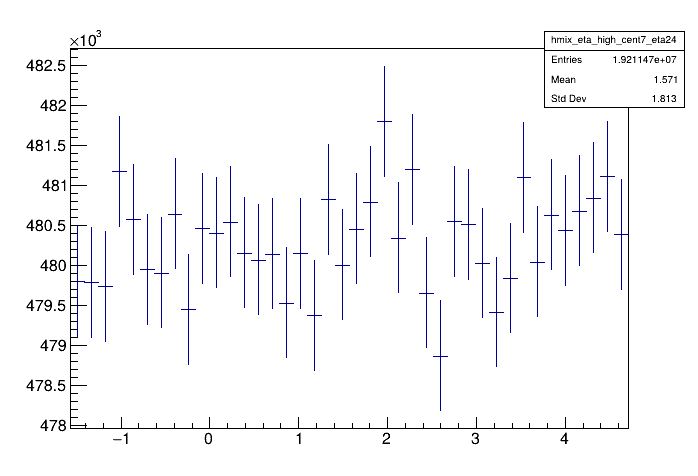 ×10³
hmix_eta_high_cent7_eta24
Entries 1.921147e+07
Mean 1.571
Std Dev 1.813
482.5
482
481.5
481
480.5
480
479.5
479
478.5
478
−1 0 1 2 3 4